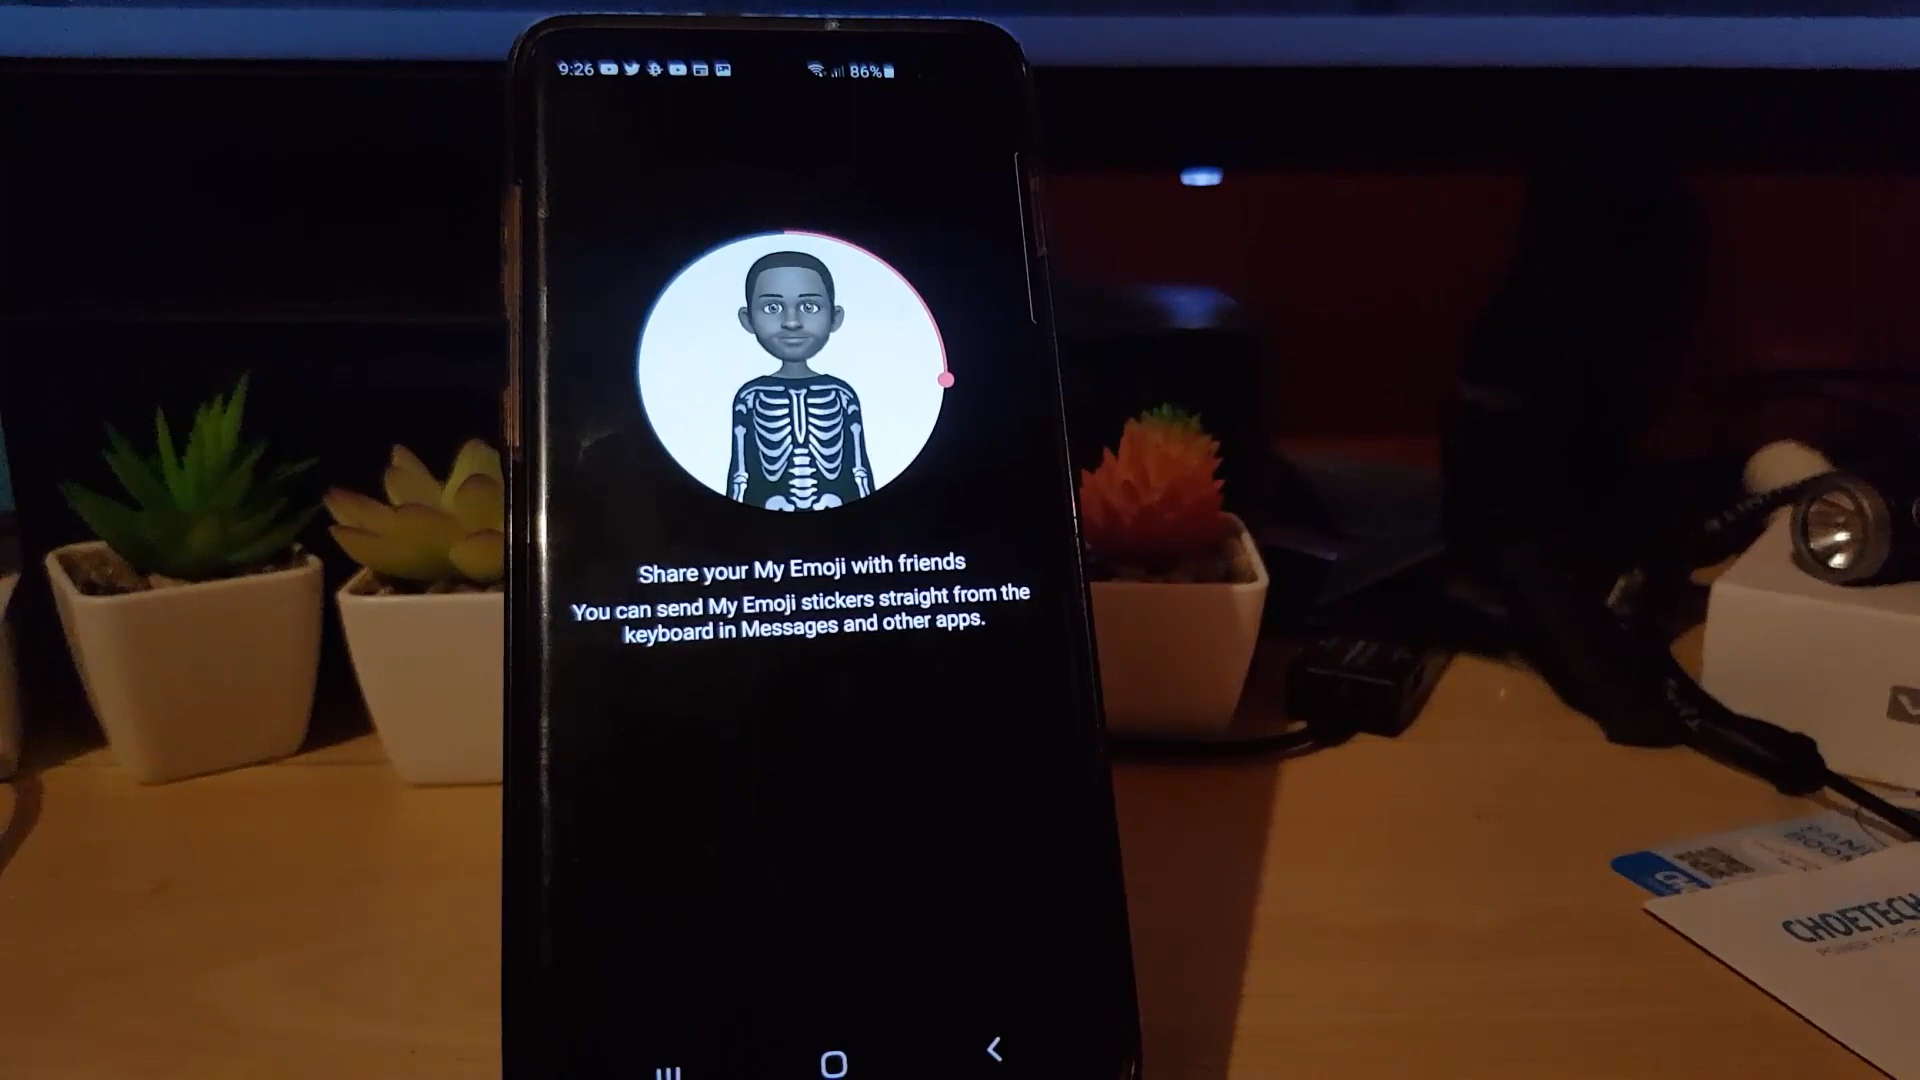 9:26
86%
Share your My Emoji with friends
You can send My Emoji stickers straight from the
keyboard in Messages and other apps.
CHOETECH